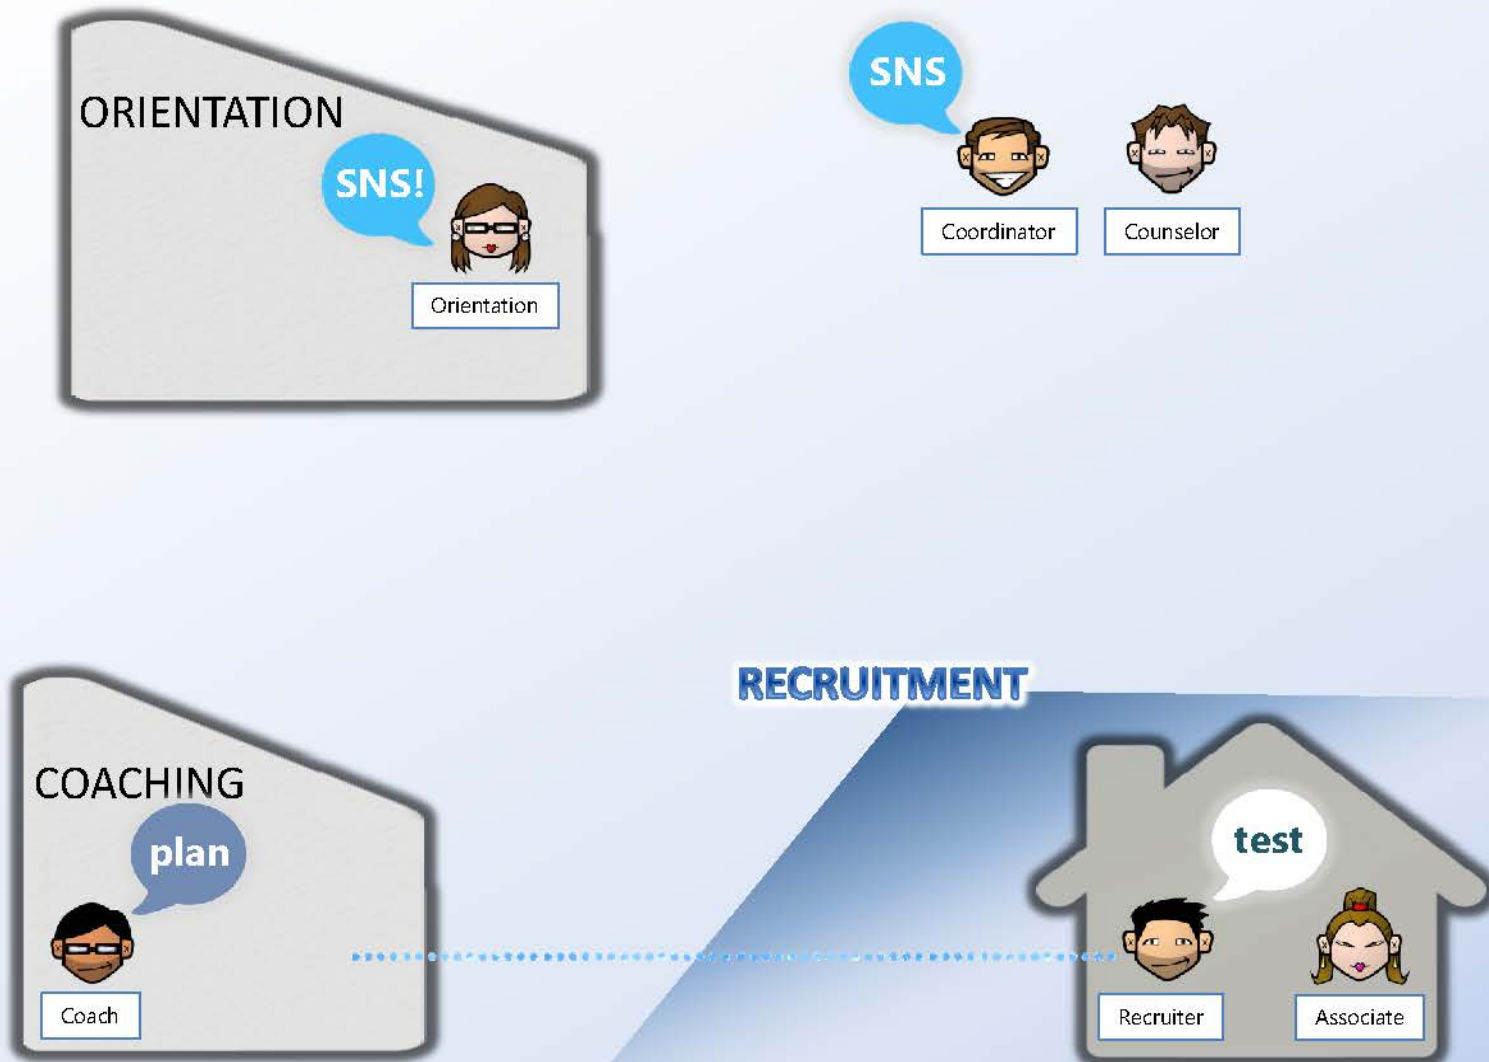 ORIENTATION
SNS!
Orientation
SNS
Coordinator
Counselor
COACHING
plan
Coach
RECRUITMENT
test
Recruiter
Associate